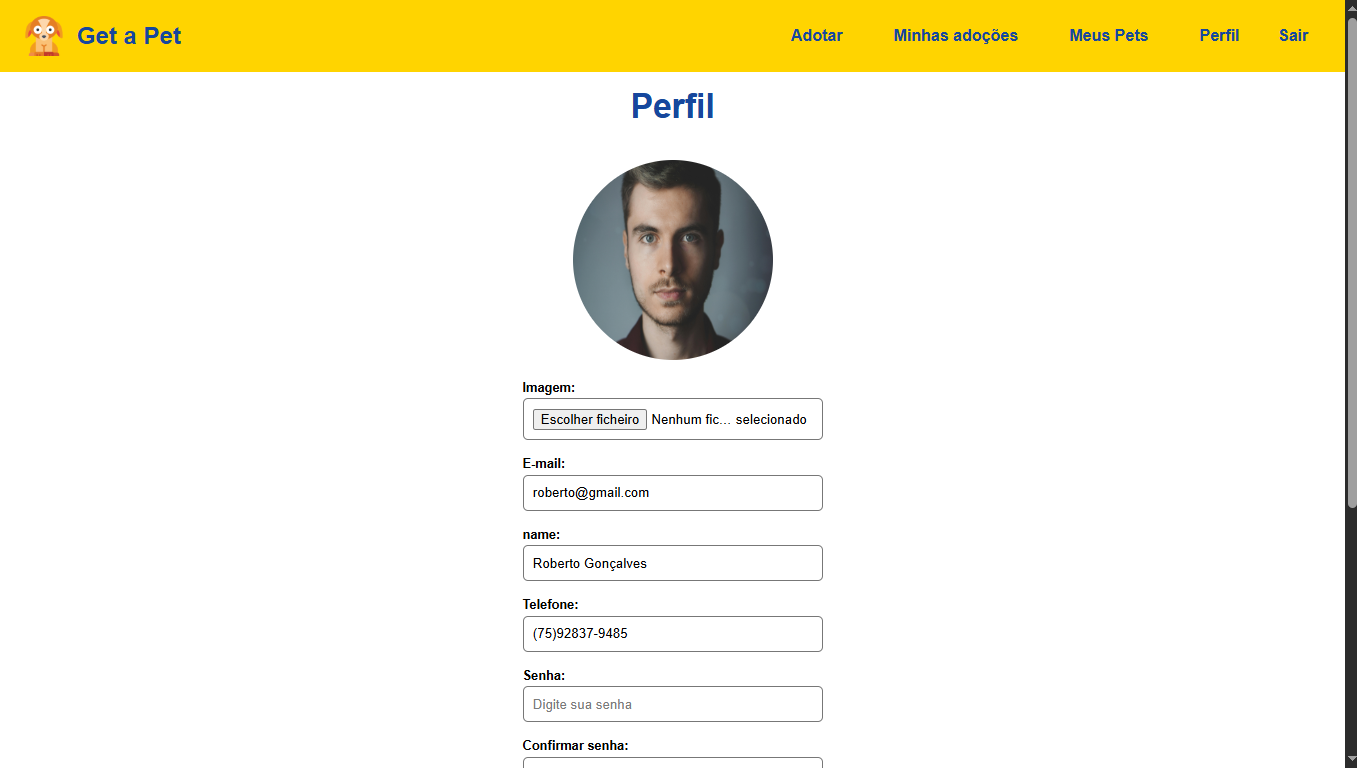 Get a Pet
Adotar Minhas adoções Meus Pets Perfil Sair
Perfil
Imagem:
Escolher ficheiro Nenhum fic... selecionado
E-mail:
roberto@gmail.com
name:
Roberto Gonçalves
Telefone:
(75)92837-9485
Senha:
Digite sua senha
Confirmar senha: